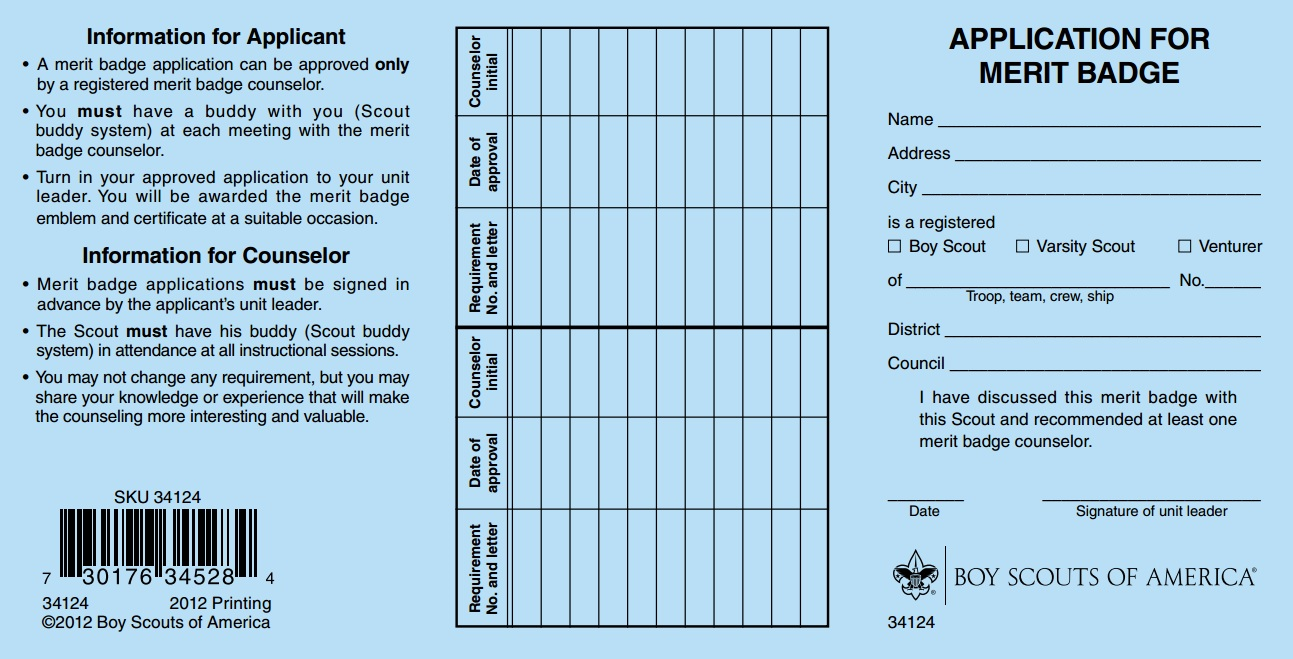 Information for Applicant
• A merit badge application can be approved only
by a registered merit badge counselor.
• You must have a buddy with you (Scout
buddy system) at each meeting with the merit
badge counselor.
• Turn in your approved application to your unit
leader. You will be awarded the merit badge
emblem and certificate at a suitable occasion.
Information for Counselor
• Merit badge applications must be signed in
advance by the applicant's unit leader.
• The Scout must have his buddy (Scout buddy
system) in attendance at all instructional sessions.
• You may not change any requirement, but you may
share your knowledge or experience that will make
the counseling more interesting and valuable.
SKU 34124
7 30176 34528 4
34124 2012 Printing
©2012 Boy Scouts of America
Counselor
initial
Date of
approval
Requirement
No. and letter
Counselor
initial
Date of
approval
Requirement
No. and letter
APPLICATION FOR
MERIT BADGE
Name
Address
City
is a registered
☐ Boy Scout ☐ Varsity Scout ☐ Venturer
of No.
Troop, team, crew, ship
District
Council
I have discussed this merit badge with
this Scout and recommended at least one
merit badge counselor.
Date Signature of unit leader
® BOY SCOUTS OF AMERICA®
34124